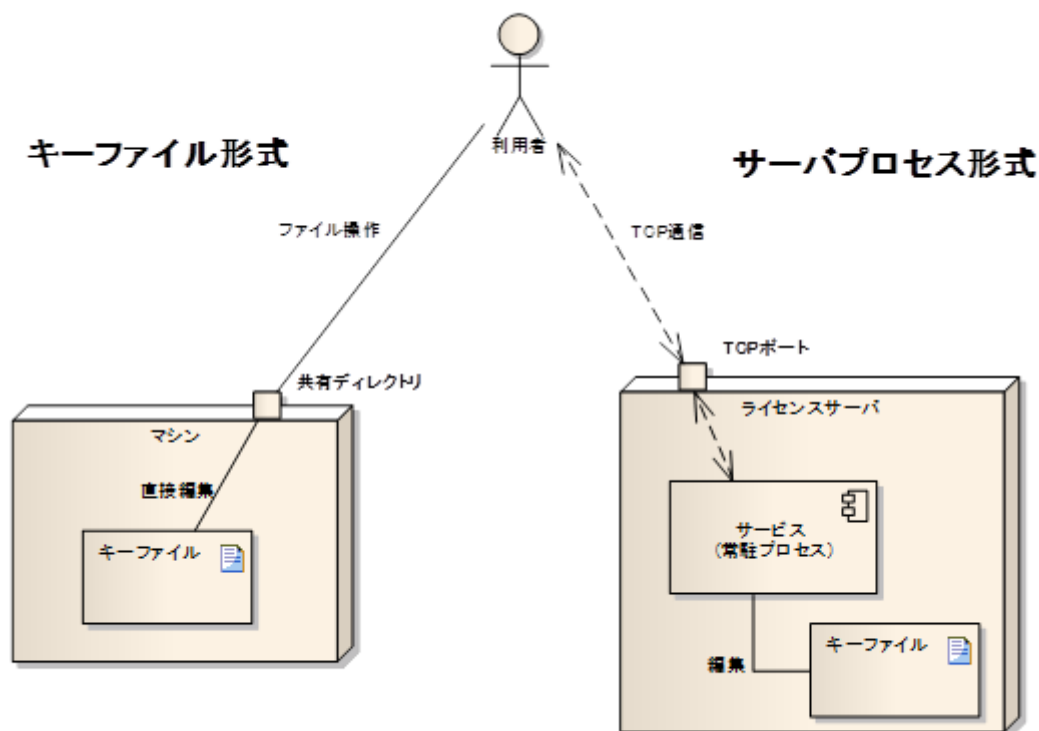 利用者
キーファイル形式
サーバプロセス形式
ファイル操作
TCP通信
TCPポート
共有ディレクトリ
マシン
ライセンスサーバ
直接編集
キーファイル
サービス
(常駐プロセス)
キーファイル
編集